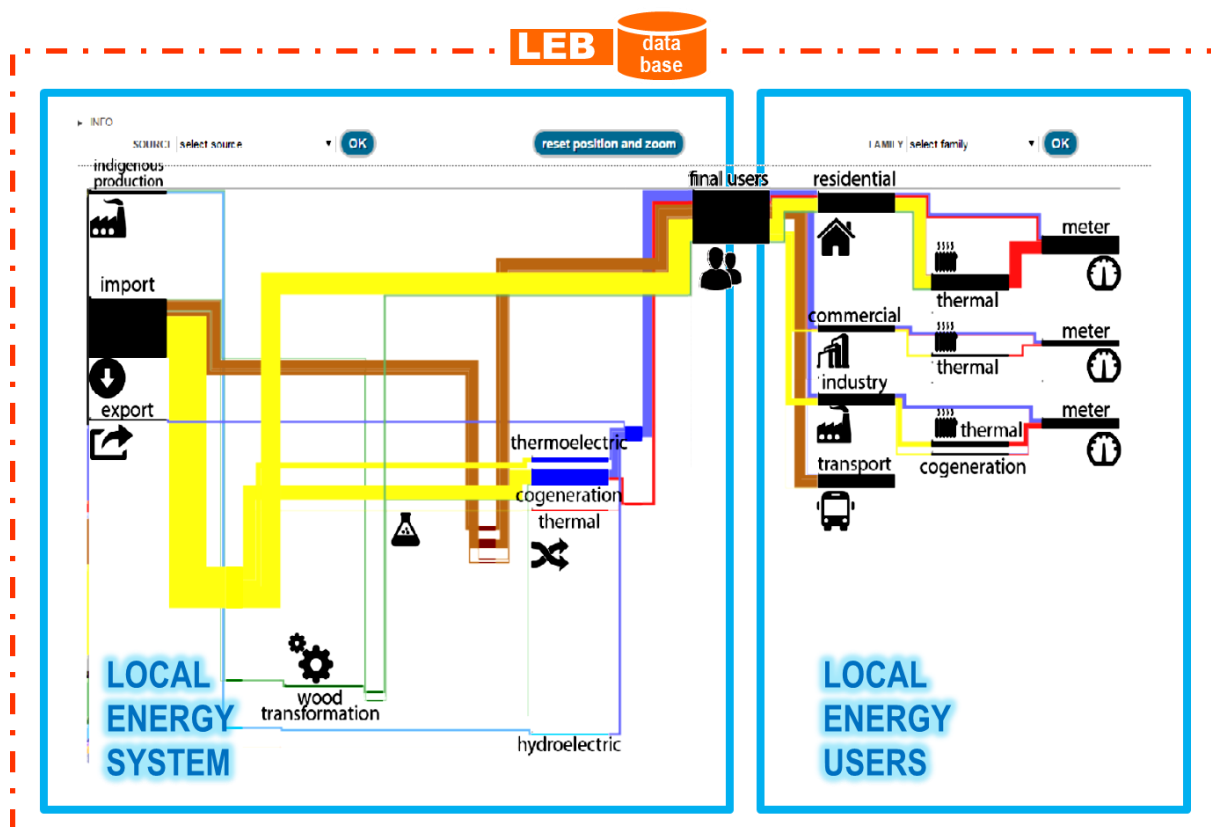 LEB
data
base
► INFO
SOURCE select source ▼ OK
reset position and zoom
FAMILY select family ▼ OK
indigenous
production
final users
residential
meter
import
thermal
commercial
meter
thermal
industry
export
meter
thermoelectric
thermal
transport
cogeneration
cogeneration
thermal
LOCAL
ENERGY
SYSTEM
wood
transformation
hydroelectric
LOCAL
ENERGY
USERS